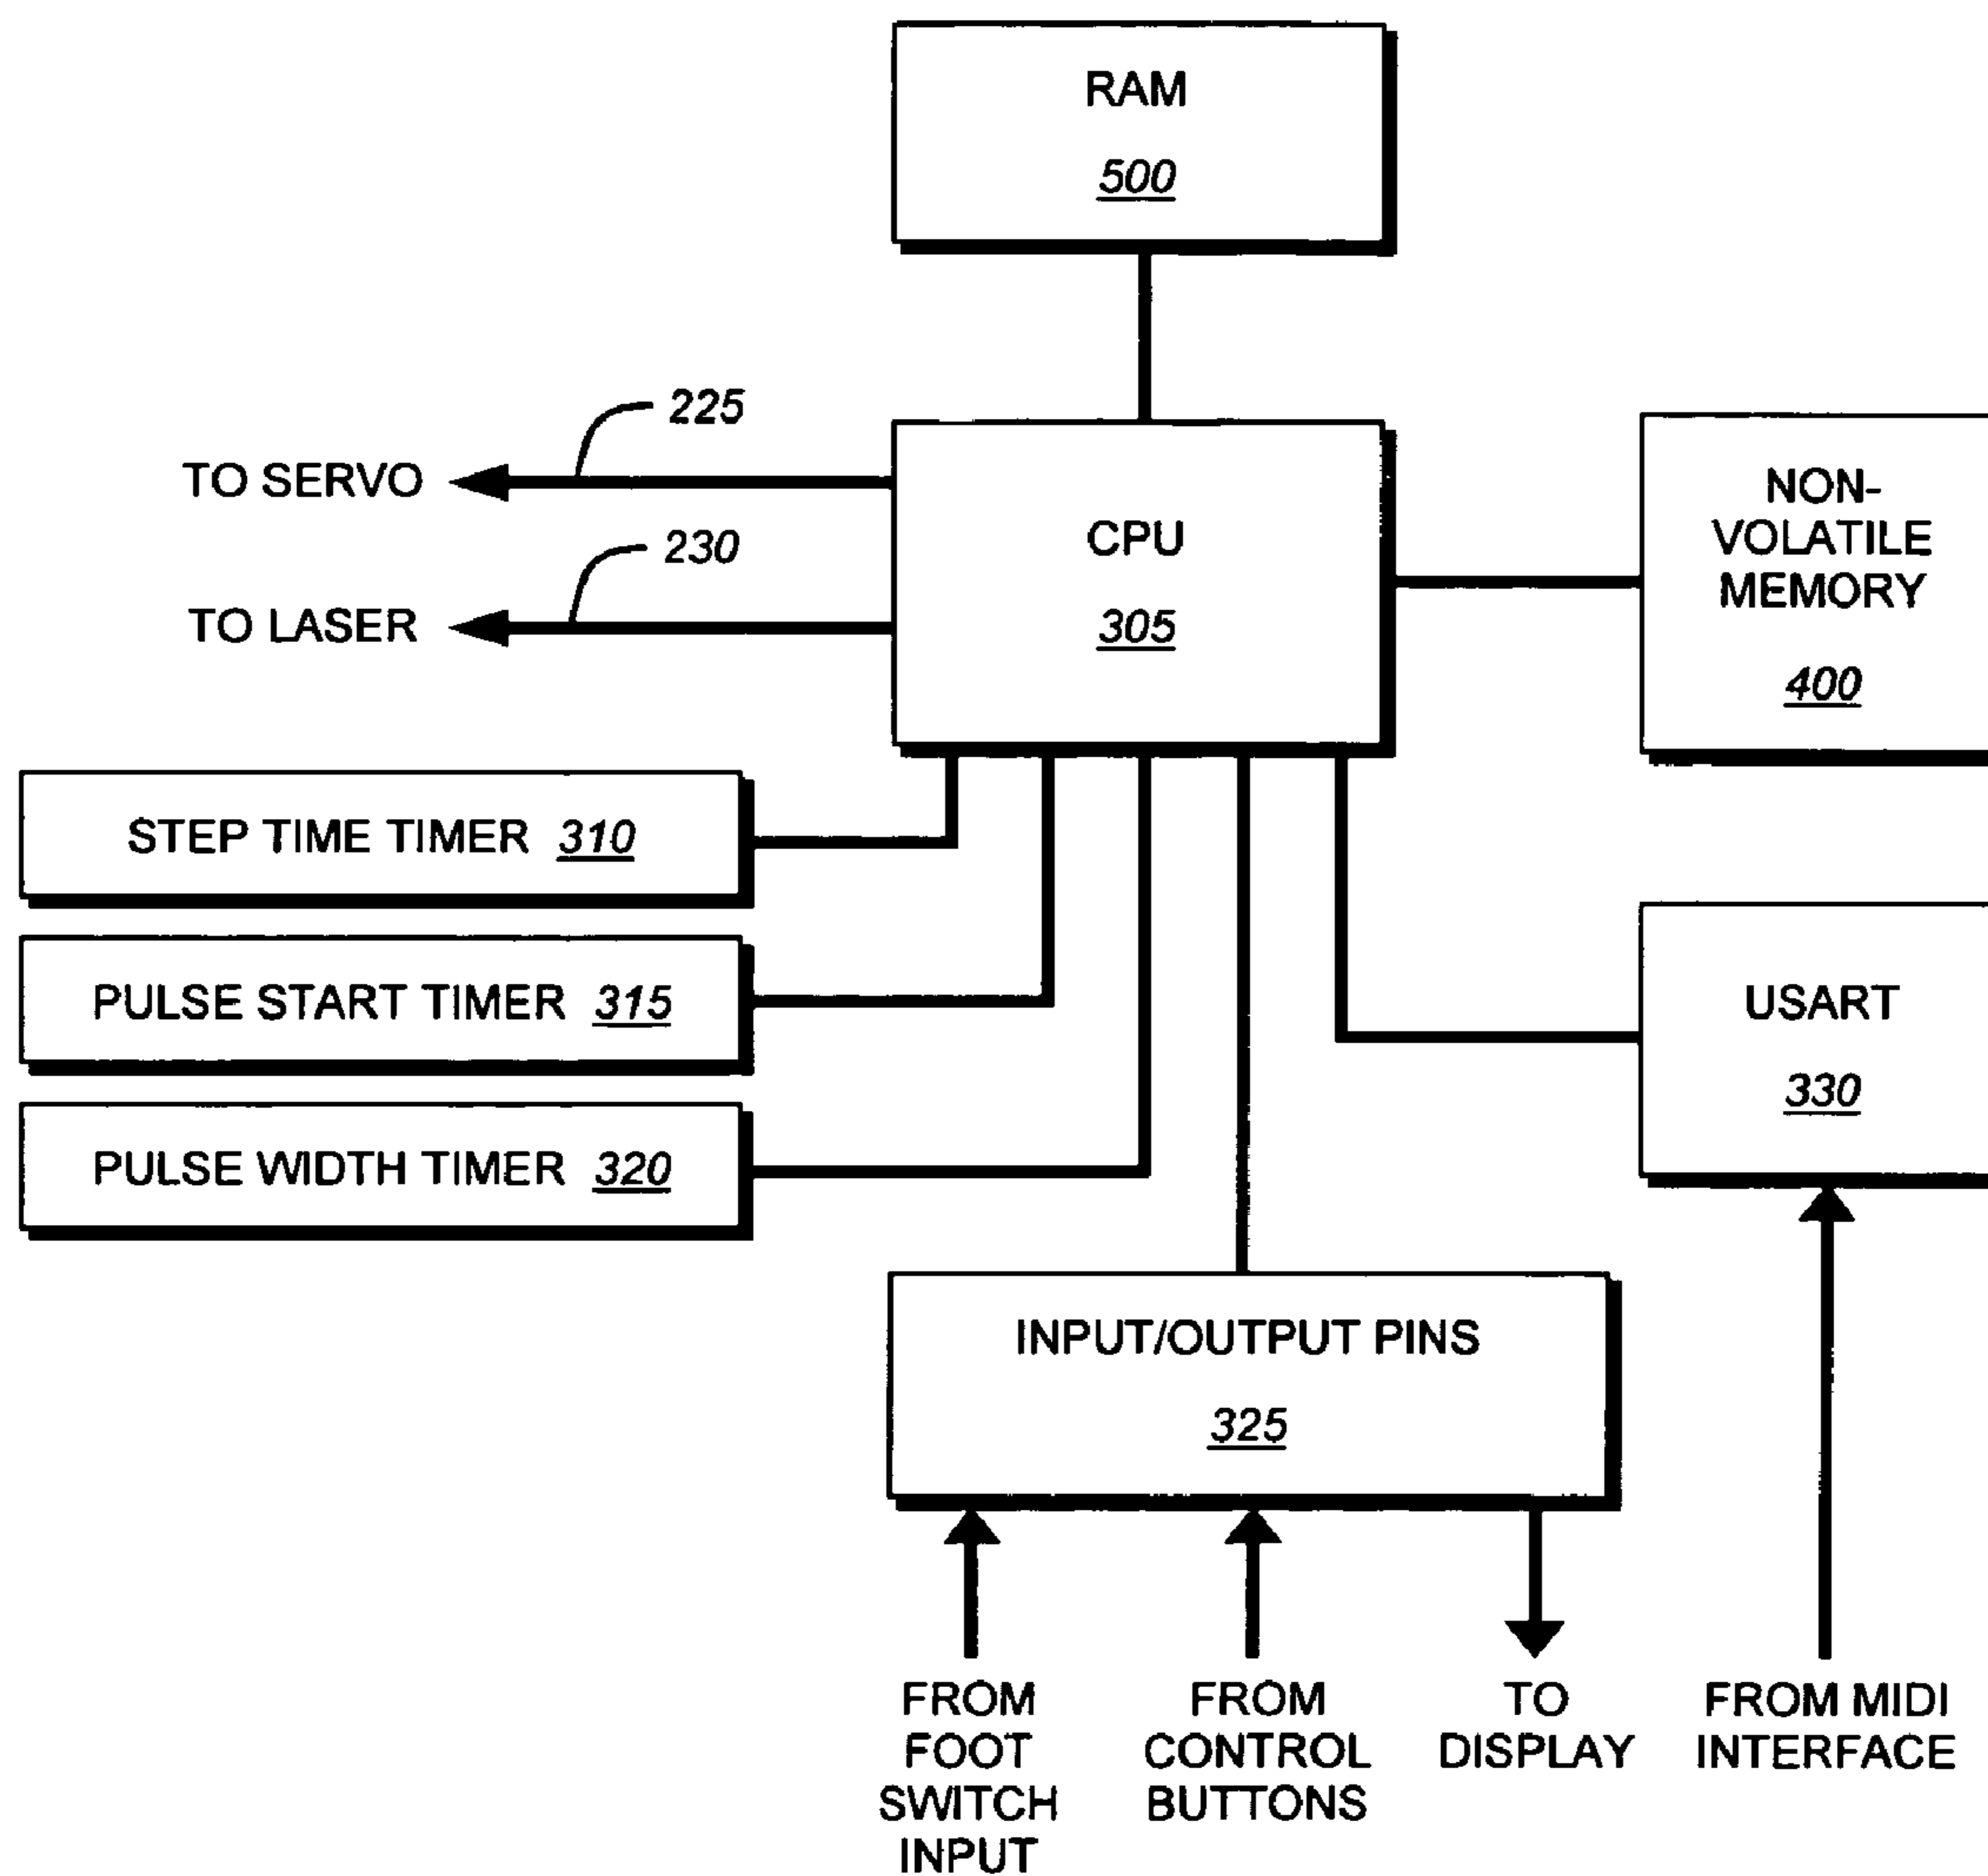 RAM
500
225
TO SERVO
230
TO LASER
CPU
305
NON-
VOLATILE
MEMORY
400
STEP TIME TIMER 310
PULSE START TIMER 315
PULSE WIDTH TIMER 320
USART
330
INPUT/OUTPUT PINS
325
FROM
FOOT
SWITCH
INPUT
FROM
CONTROL
BUTTONS
TO
DISPLAY
FROM MIDI
INTERFACE